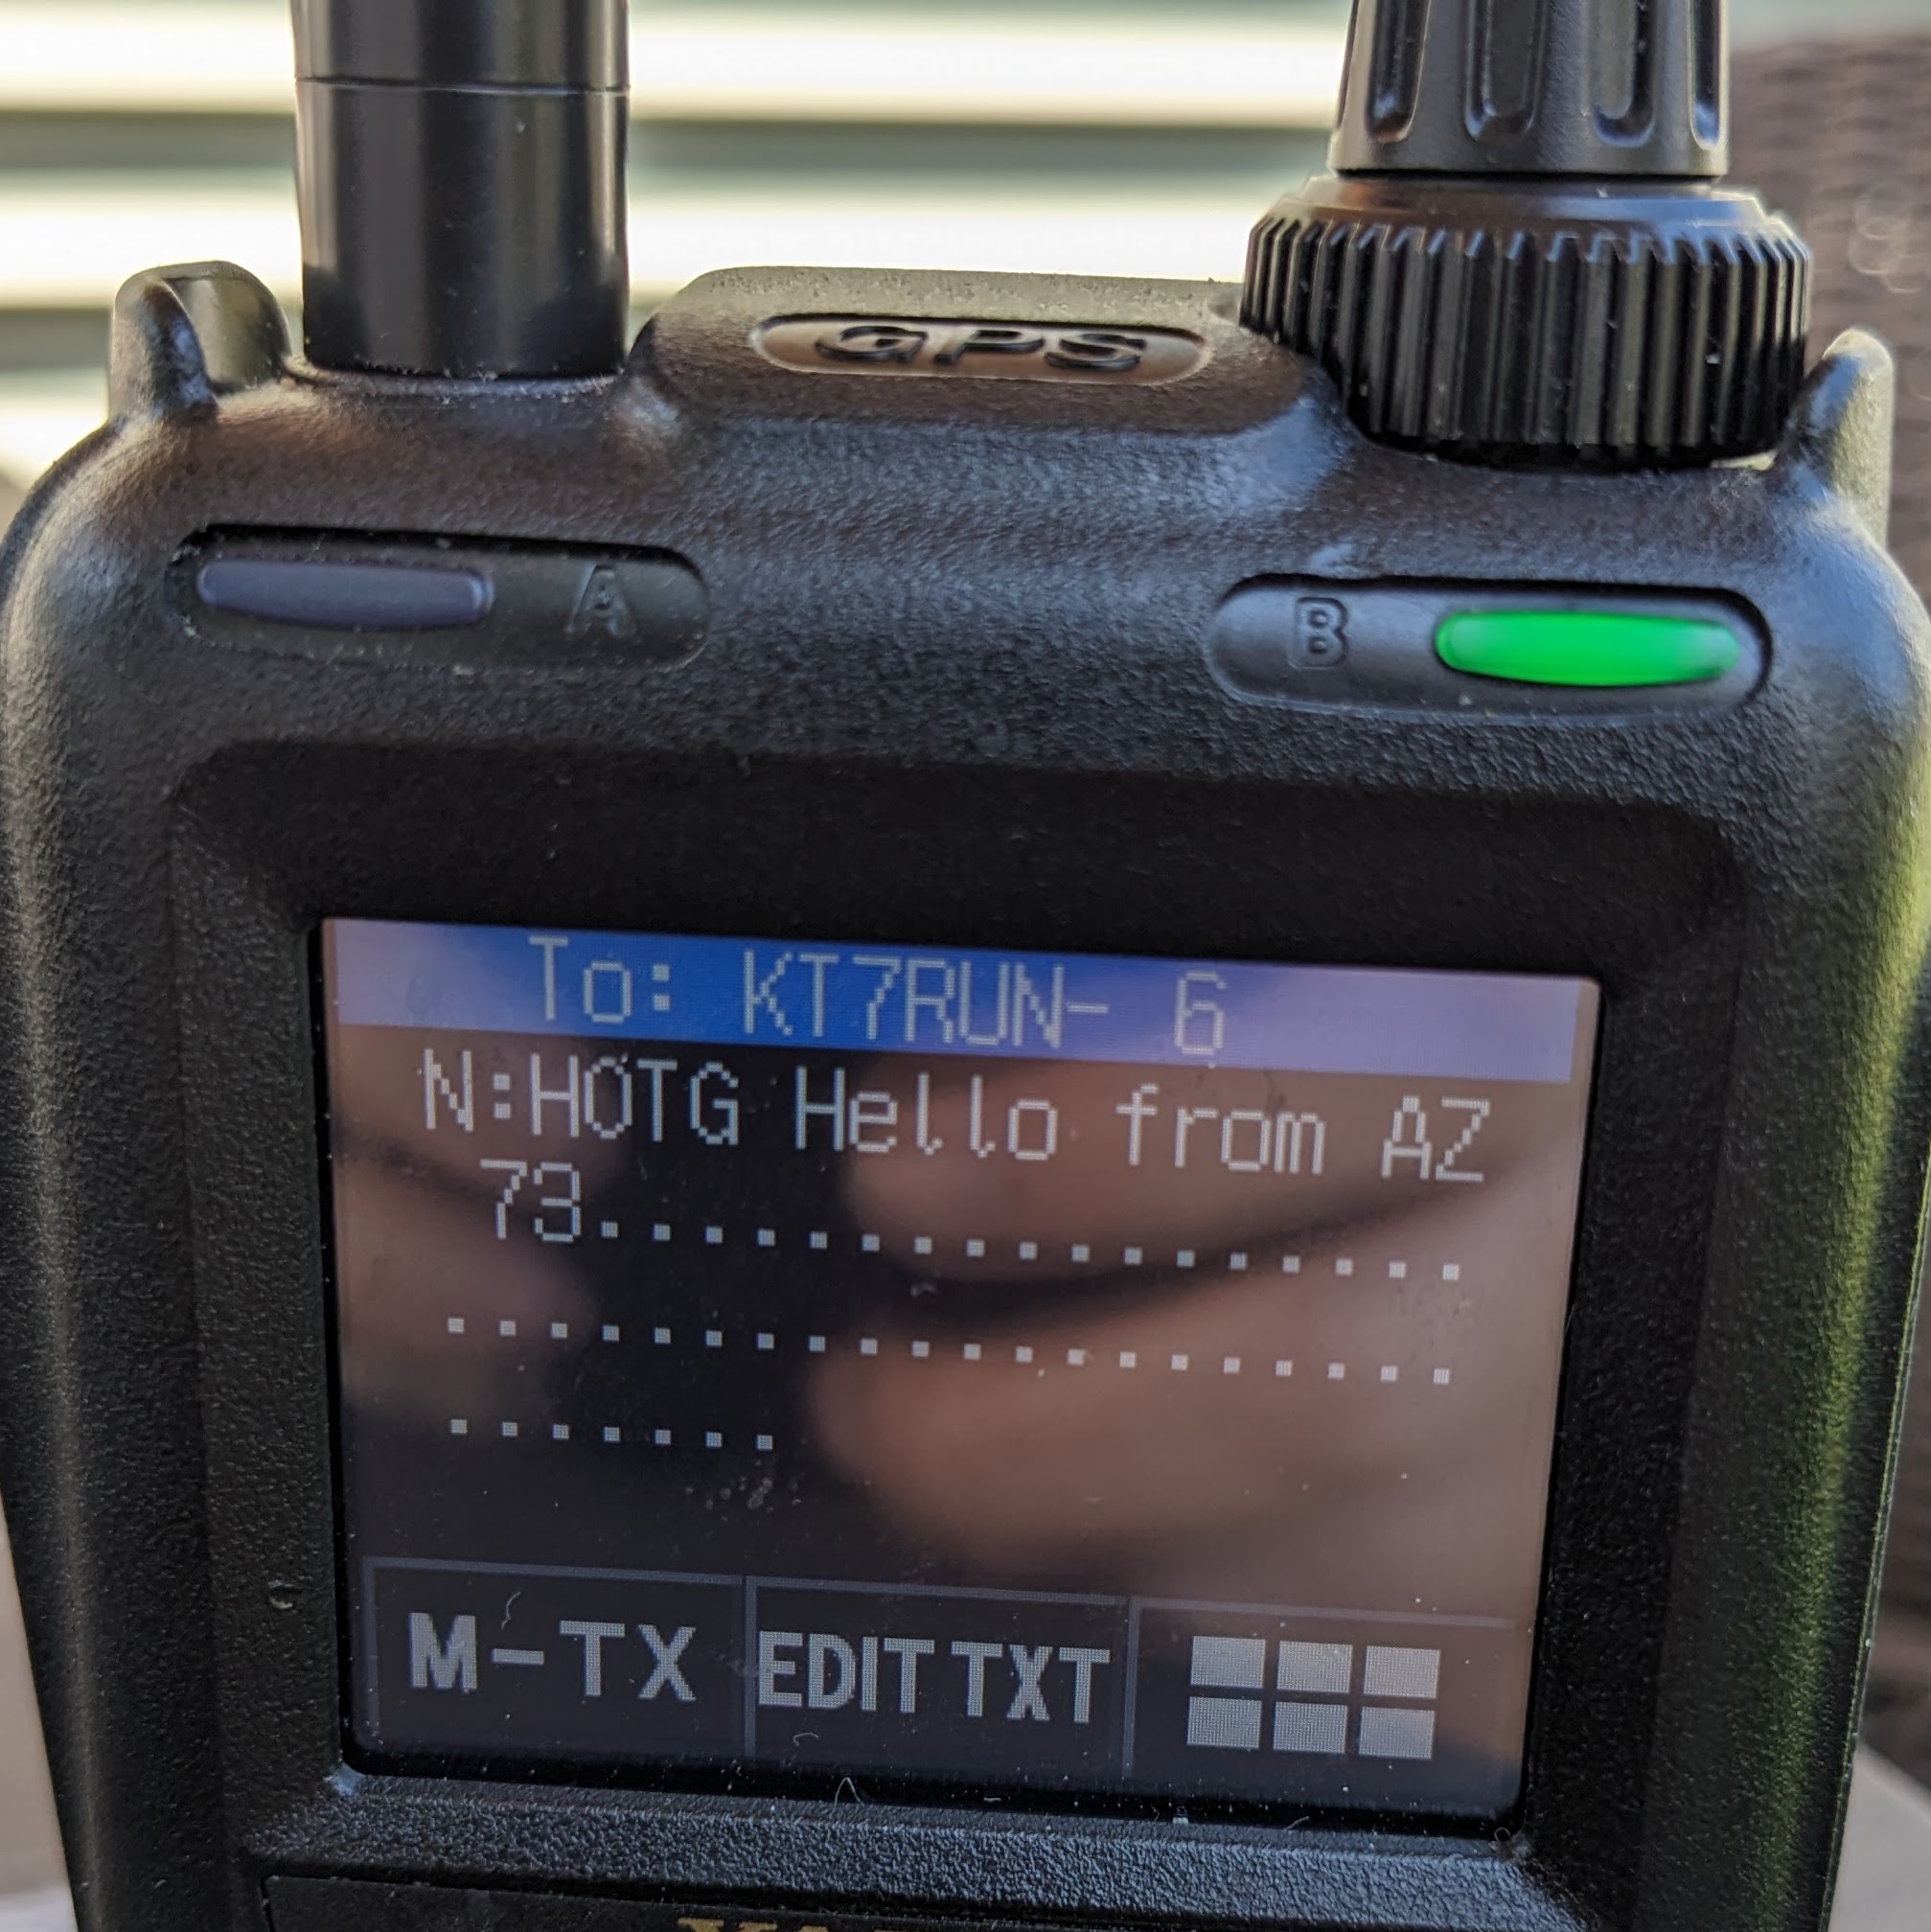 GPS
A
B
To: KT7RUN- 6
N:HOTG Hello from AZ
73.................
....................
.......
M-TX EDIT TXT